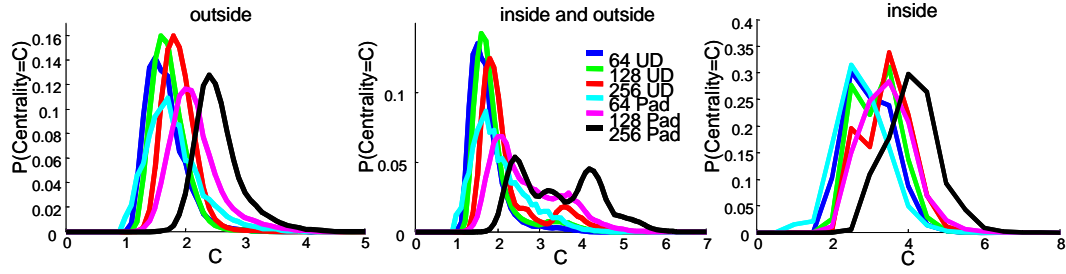 outside
P(Centrality=C)
0.16
0.14
0.12
0.1
0.08
0.06
0.04
0.02
0
0 1 2 3 4 5
C
inside and outside
P(Centrality=C)
0.1
0.05
0
0 1 2 3 4 5 6 7
C
64 UD
128 UD
256 UD
64 Pad
128 Pad
256 Pad
inside
P(Centrality=C)
0.4
0.35
0.3
0.25
0.2
0.15
0.1
0.05
0
0 2 4 6 8
C